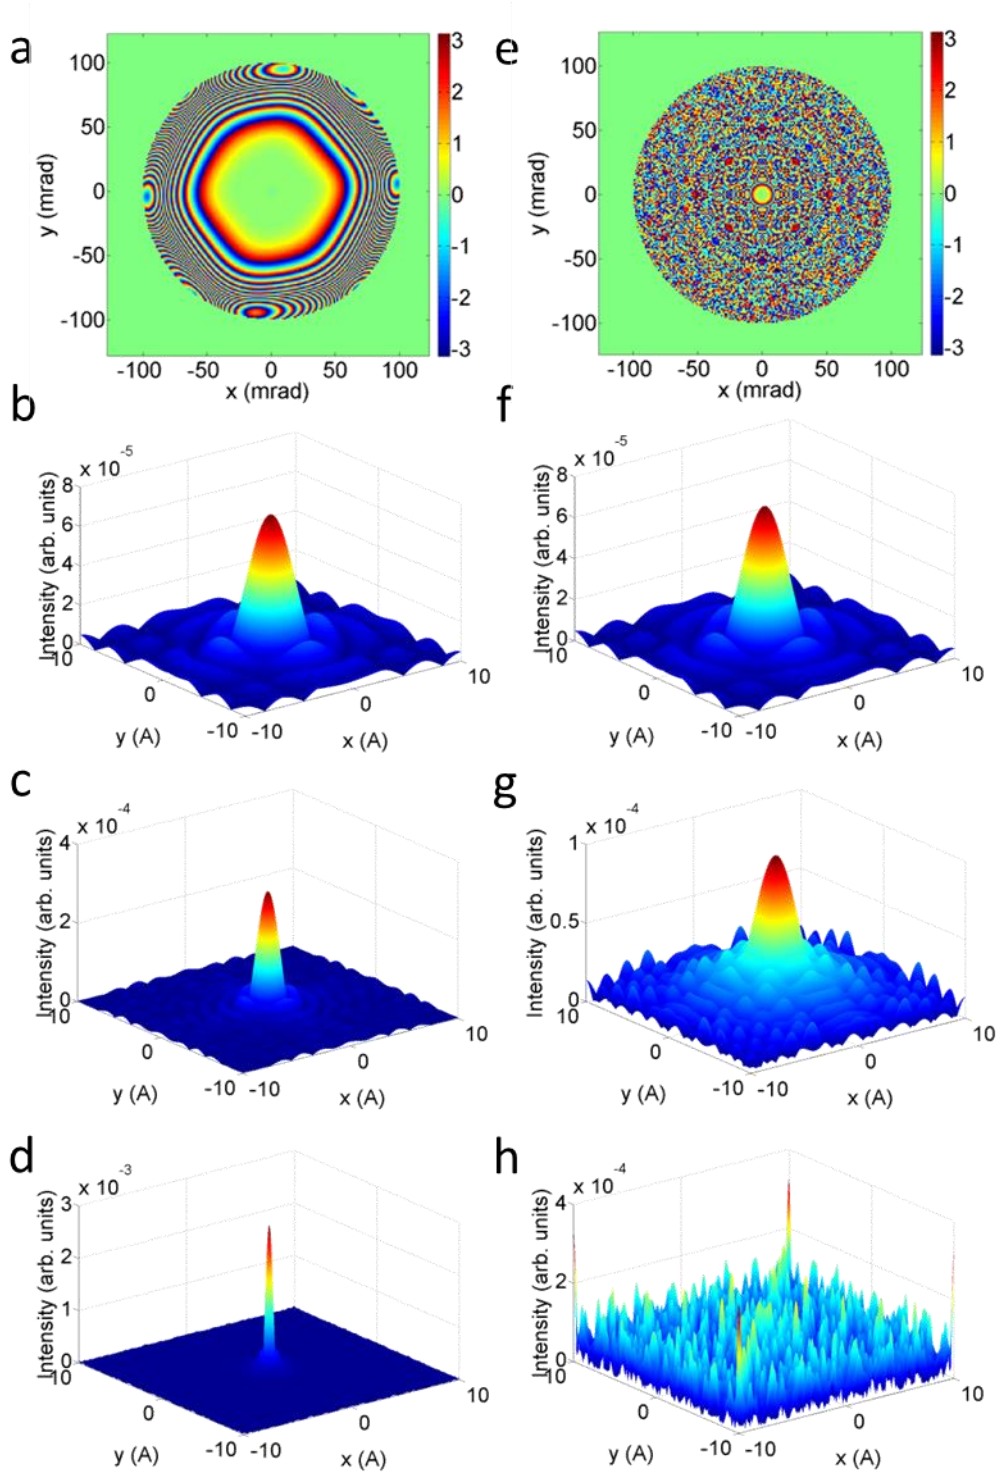 a
100
50
0
-50
-100
y (mrad)
-100 -50 0 50 100
x (mrad)
3
2
1
0
-1
-2
-3
e
100
50
0
-50
-100
y (mrad)
-100 -50 0 50 100
x (mrad)
3
2
1
0
-1
-2
-3
b
x 10-5
Intensity (arb. units)
8
6
4
2
0
10
0
-10
y (A)
-10
0
10
x (A)
f
x 10-5
Intensity (arb. units)
8
6
4
2
0
10
0
-10
y (A)
-10
0
10
x (A)
c
x 10-4
Intensity (arb. units)
4
2
0
10
0
-10
y (A)
-10
0
10
x (A)
g
x 10-4
Intensity (arb. units)
1
0.5
0
10
0
-10
y (A)
-10
0
10
x (A)
d
x 10-3
Intensity (arb. units)
3
2
1
0
10
0
-10
y (A)
-10
0
10
x (A)
h
x 10-4
Intensity (arb. units)
4
2
0
10
0
-10
y (A)
-10
0
10
x (A)